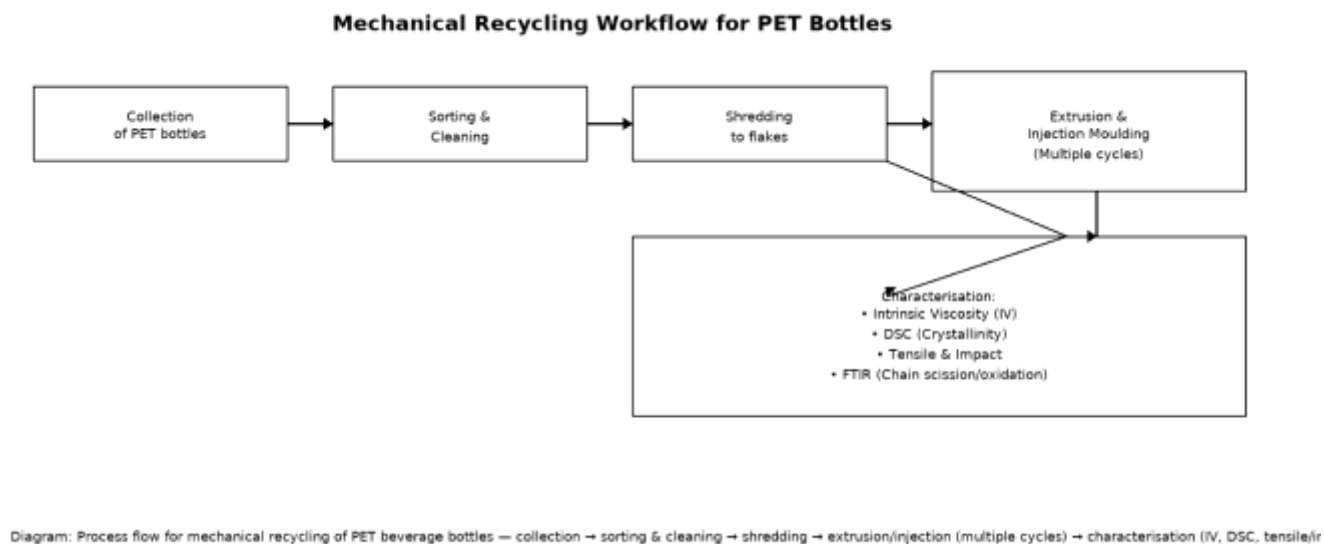 Mechanical Recycling Workflow for PET Bottles
Collection
of PET bottles
Sorting &
Cleaning
Shredding
to flakes
Extrusion &
Injection Moulding
(Multiple cycles)
Characterisation:
• Intrinsic Viscosity (IV)
• DSC (Crystallinity)
• Tensile & Impact
• FTIR (Chain scission/oxidation)
Diagram: Process flow for mechanical recycling of PET beverage bottles — collection → sorting & cleaning → shredding → extrusion/injection (multiple cycles) → characterisation (IV, DSC,